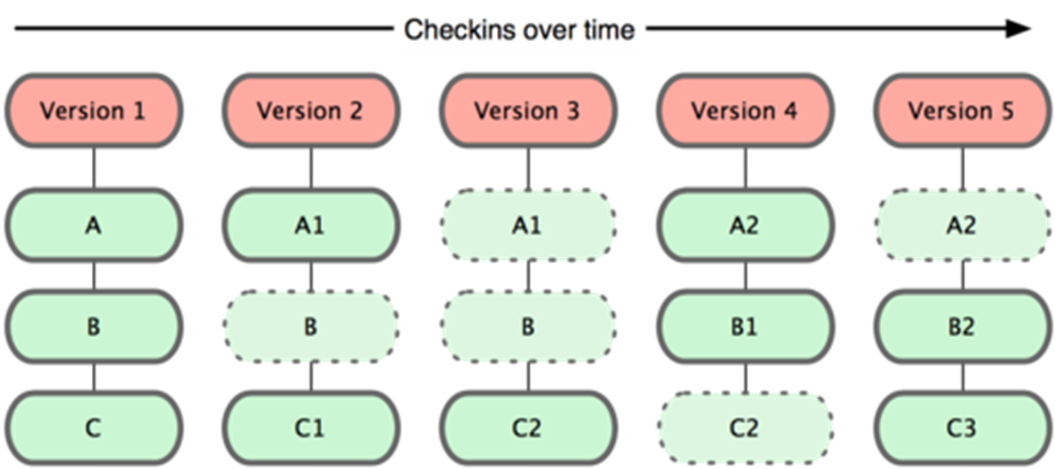 Checkins over time
Version 1 Version 2 Version 3 Version 4 Version 5
A A1 A1 A2 A2
B B B B1 B2
C C1 C2 C2 C3